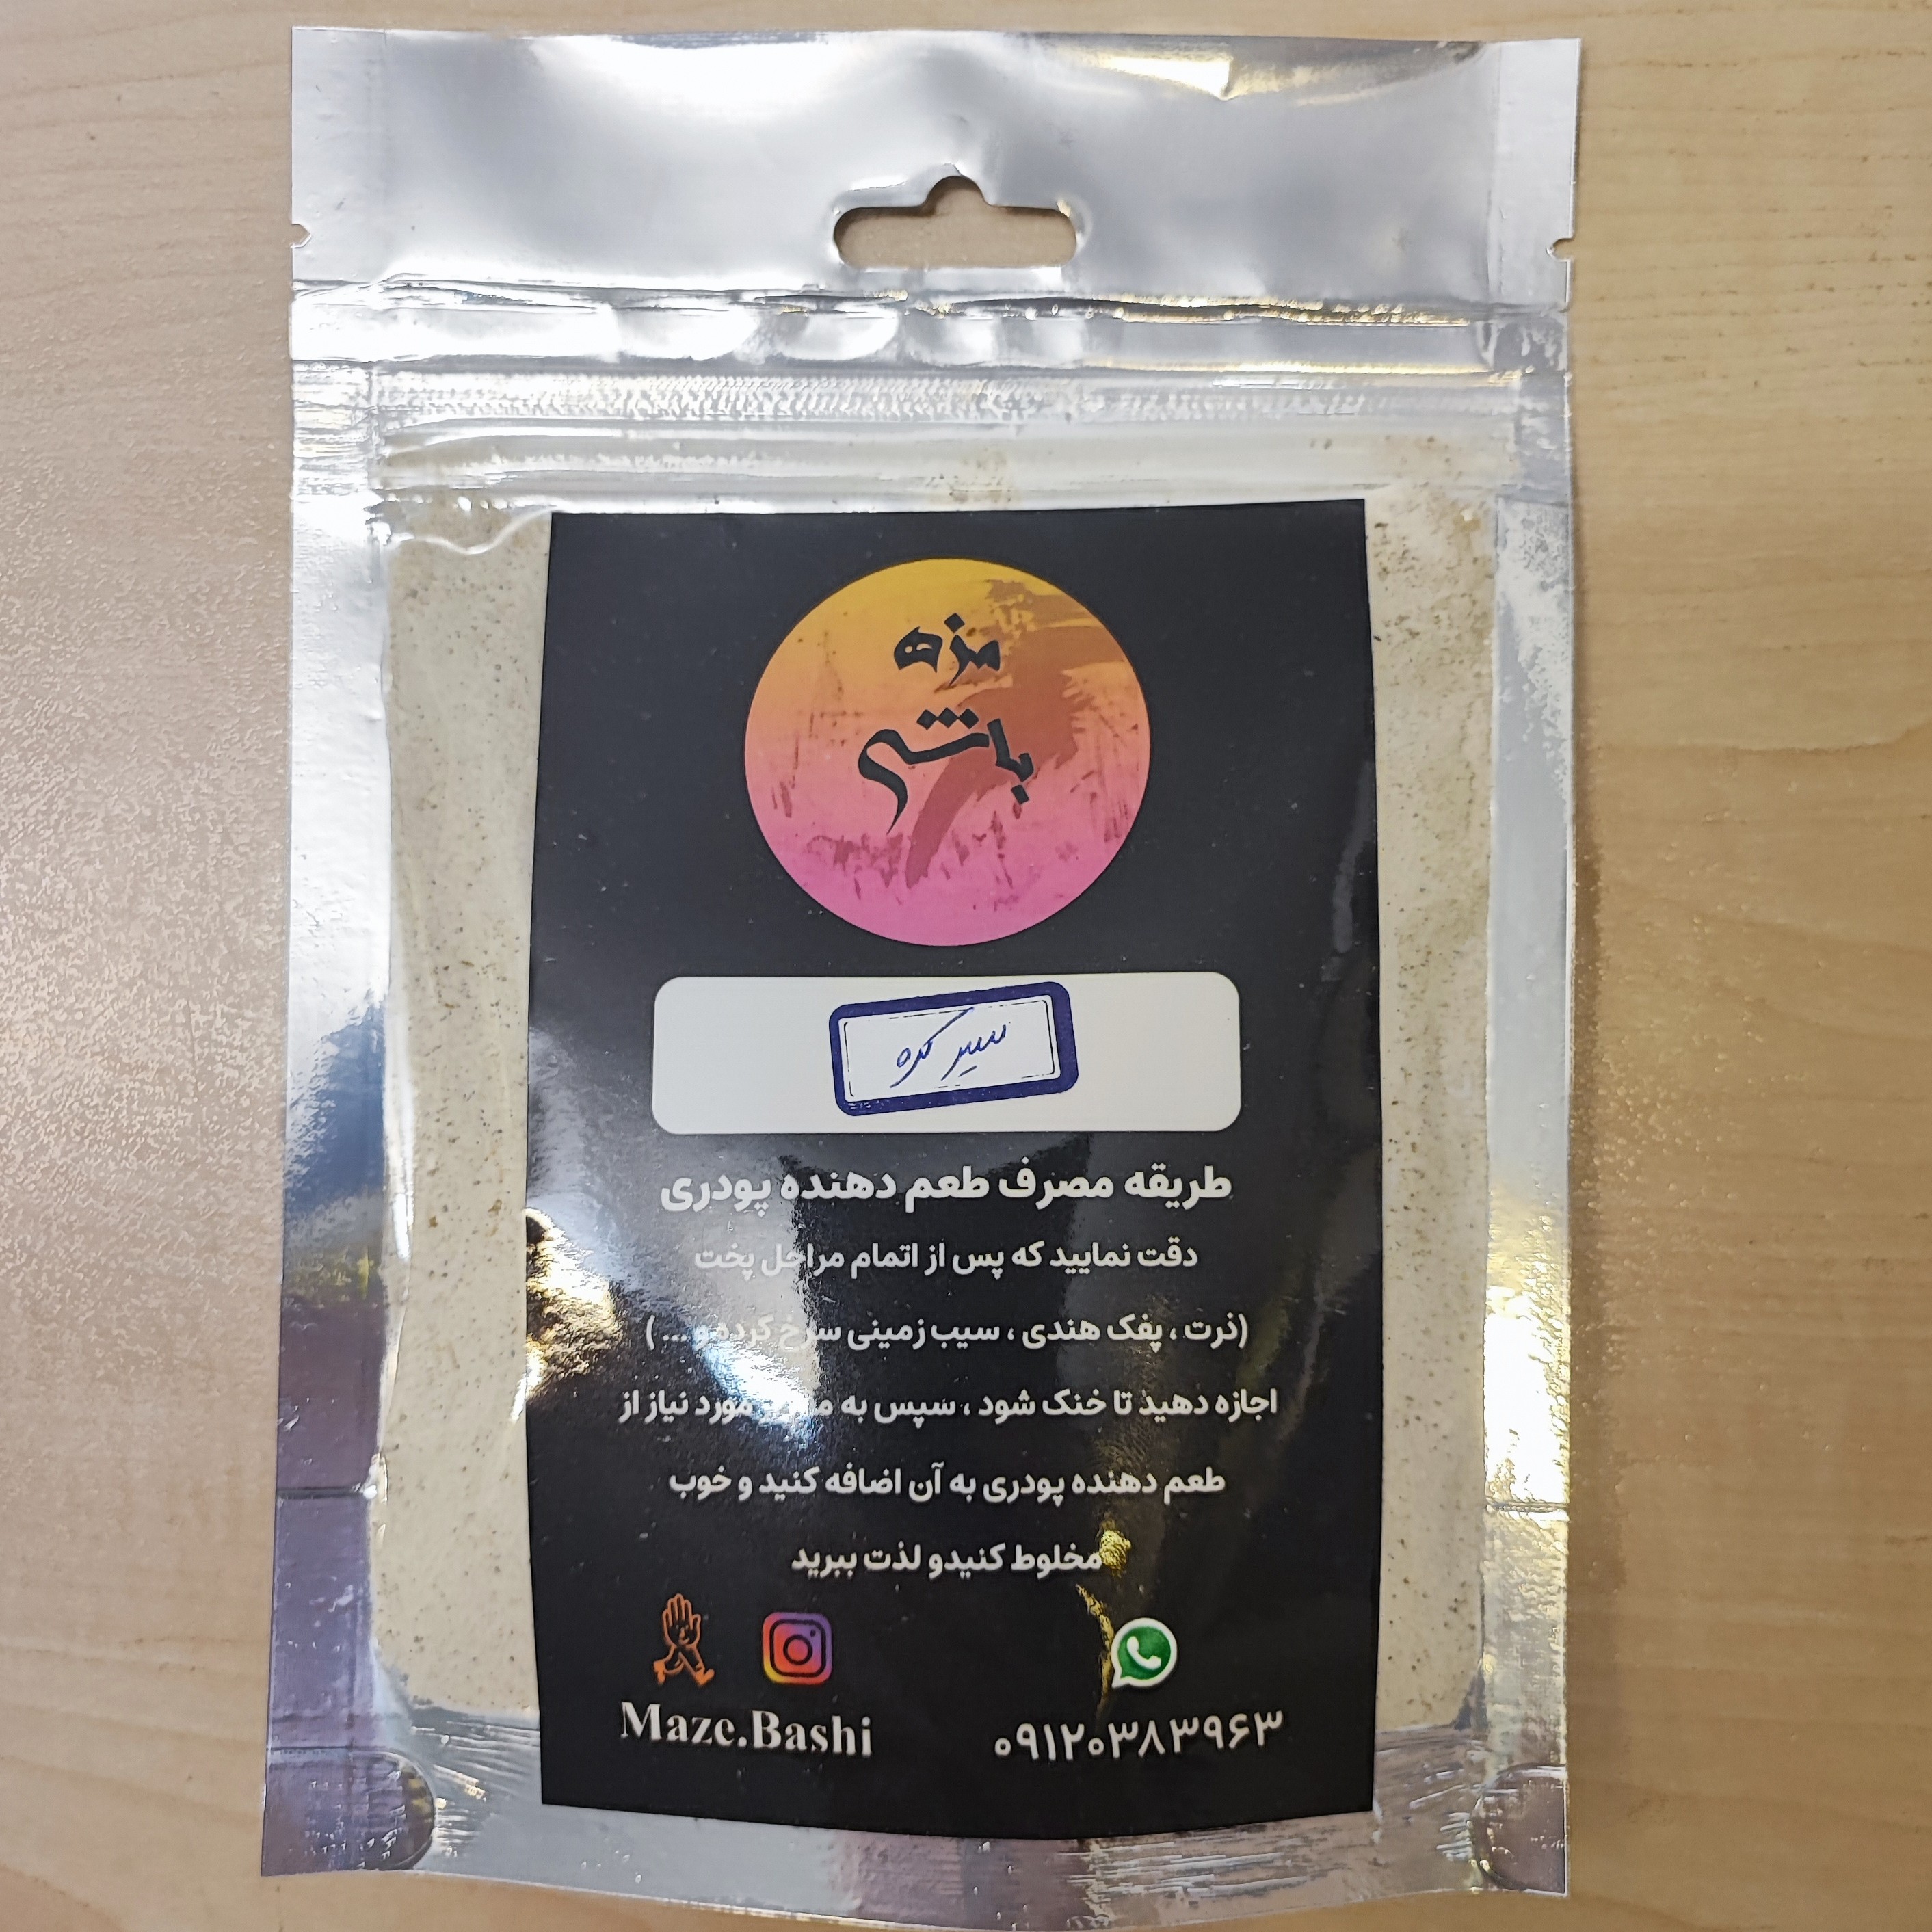 مزه
باشی
سیر کره
طریقه مصرف طعم دهنده پودری
دقت نمایید که پس از اتمام مراحل پخت
(ذرت ، پفک هندی ، سیب زمینی سرخ کرده و ... )
اجازه دهید تا خنک شود ، سپس به مورد نیاز از
طعم دهنده پودری به آن اضافه کنید و خوب
مخلوط کنیدو لذت ببرید
Maze.Bashi
۰۹۱۲۰۳۸۳۹۶۳